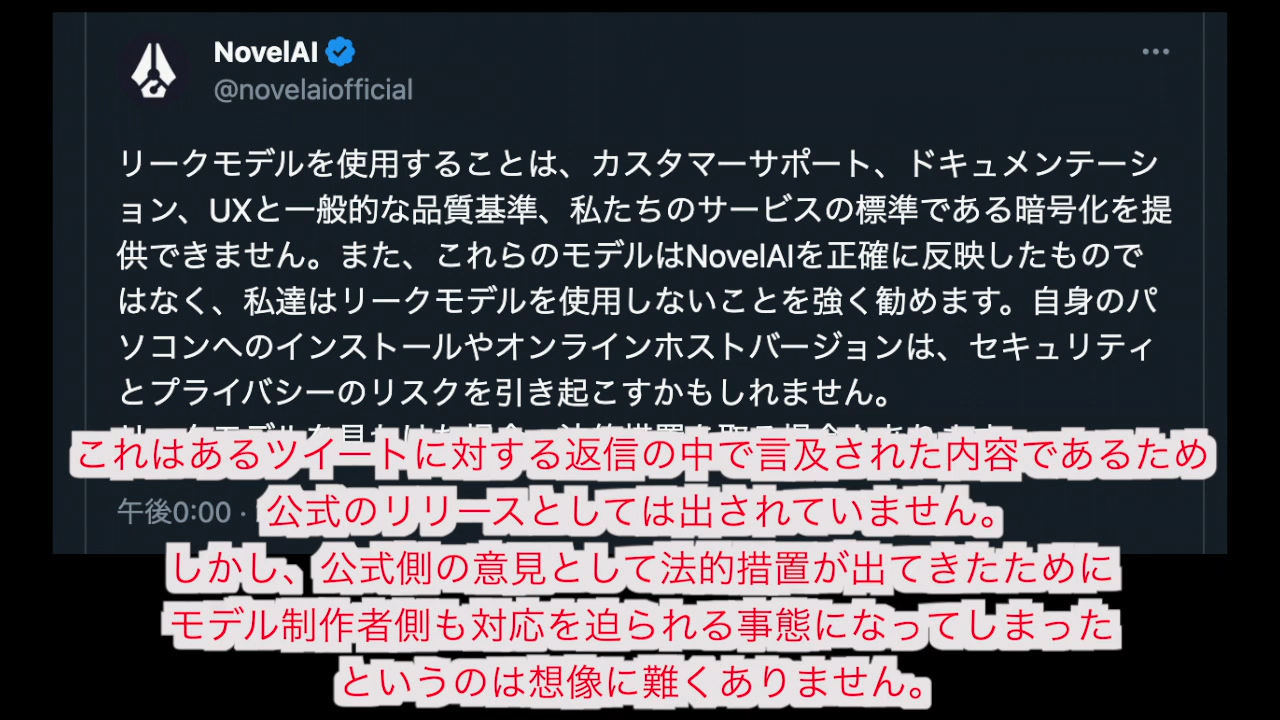 NovelAI
@novelaiofficial
リークモデルを使用することは、カスタマーサポート、ドキュメンテーシ
ョン、UXと一般的な品質基準、私たちのサービスの標準である暗号化を提
供できません。また、これらのモデルはNovelAIを正確に反映したもので
はなく、私達はリークモデルを使用しないことを強く勧めます。自身のパ
ソコンへのインストールやオンラインホストバージョンは、セキュリティ
とプライバシーのリスクを引き起こすかもしれません。
これはあるツイートに対する返信の中で言及された内容であるため
午後0:00 ·
公式のリリースとしては出されていません。
しかし、公式側の意見として法的措置が出てきたために
モデル制作者側も対応を迫られる事態になってしまった
というのは想像に難くありません。